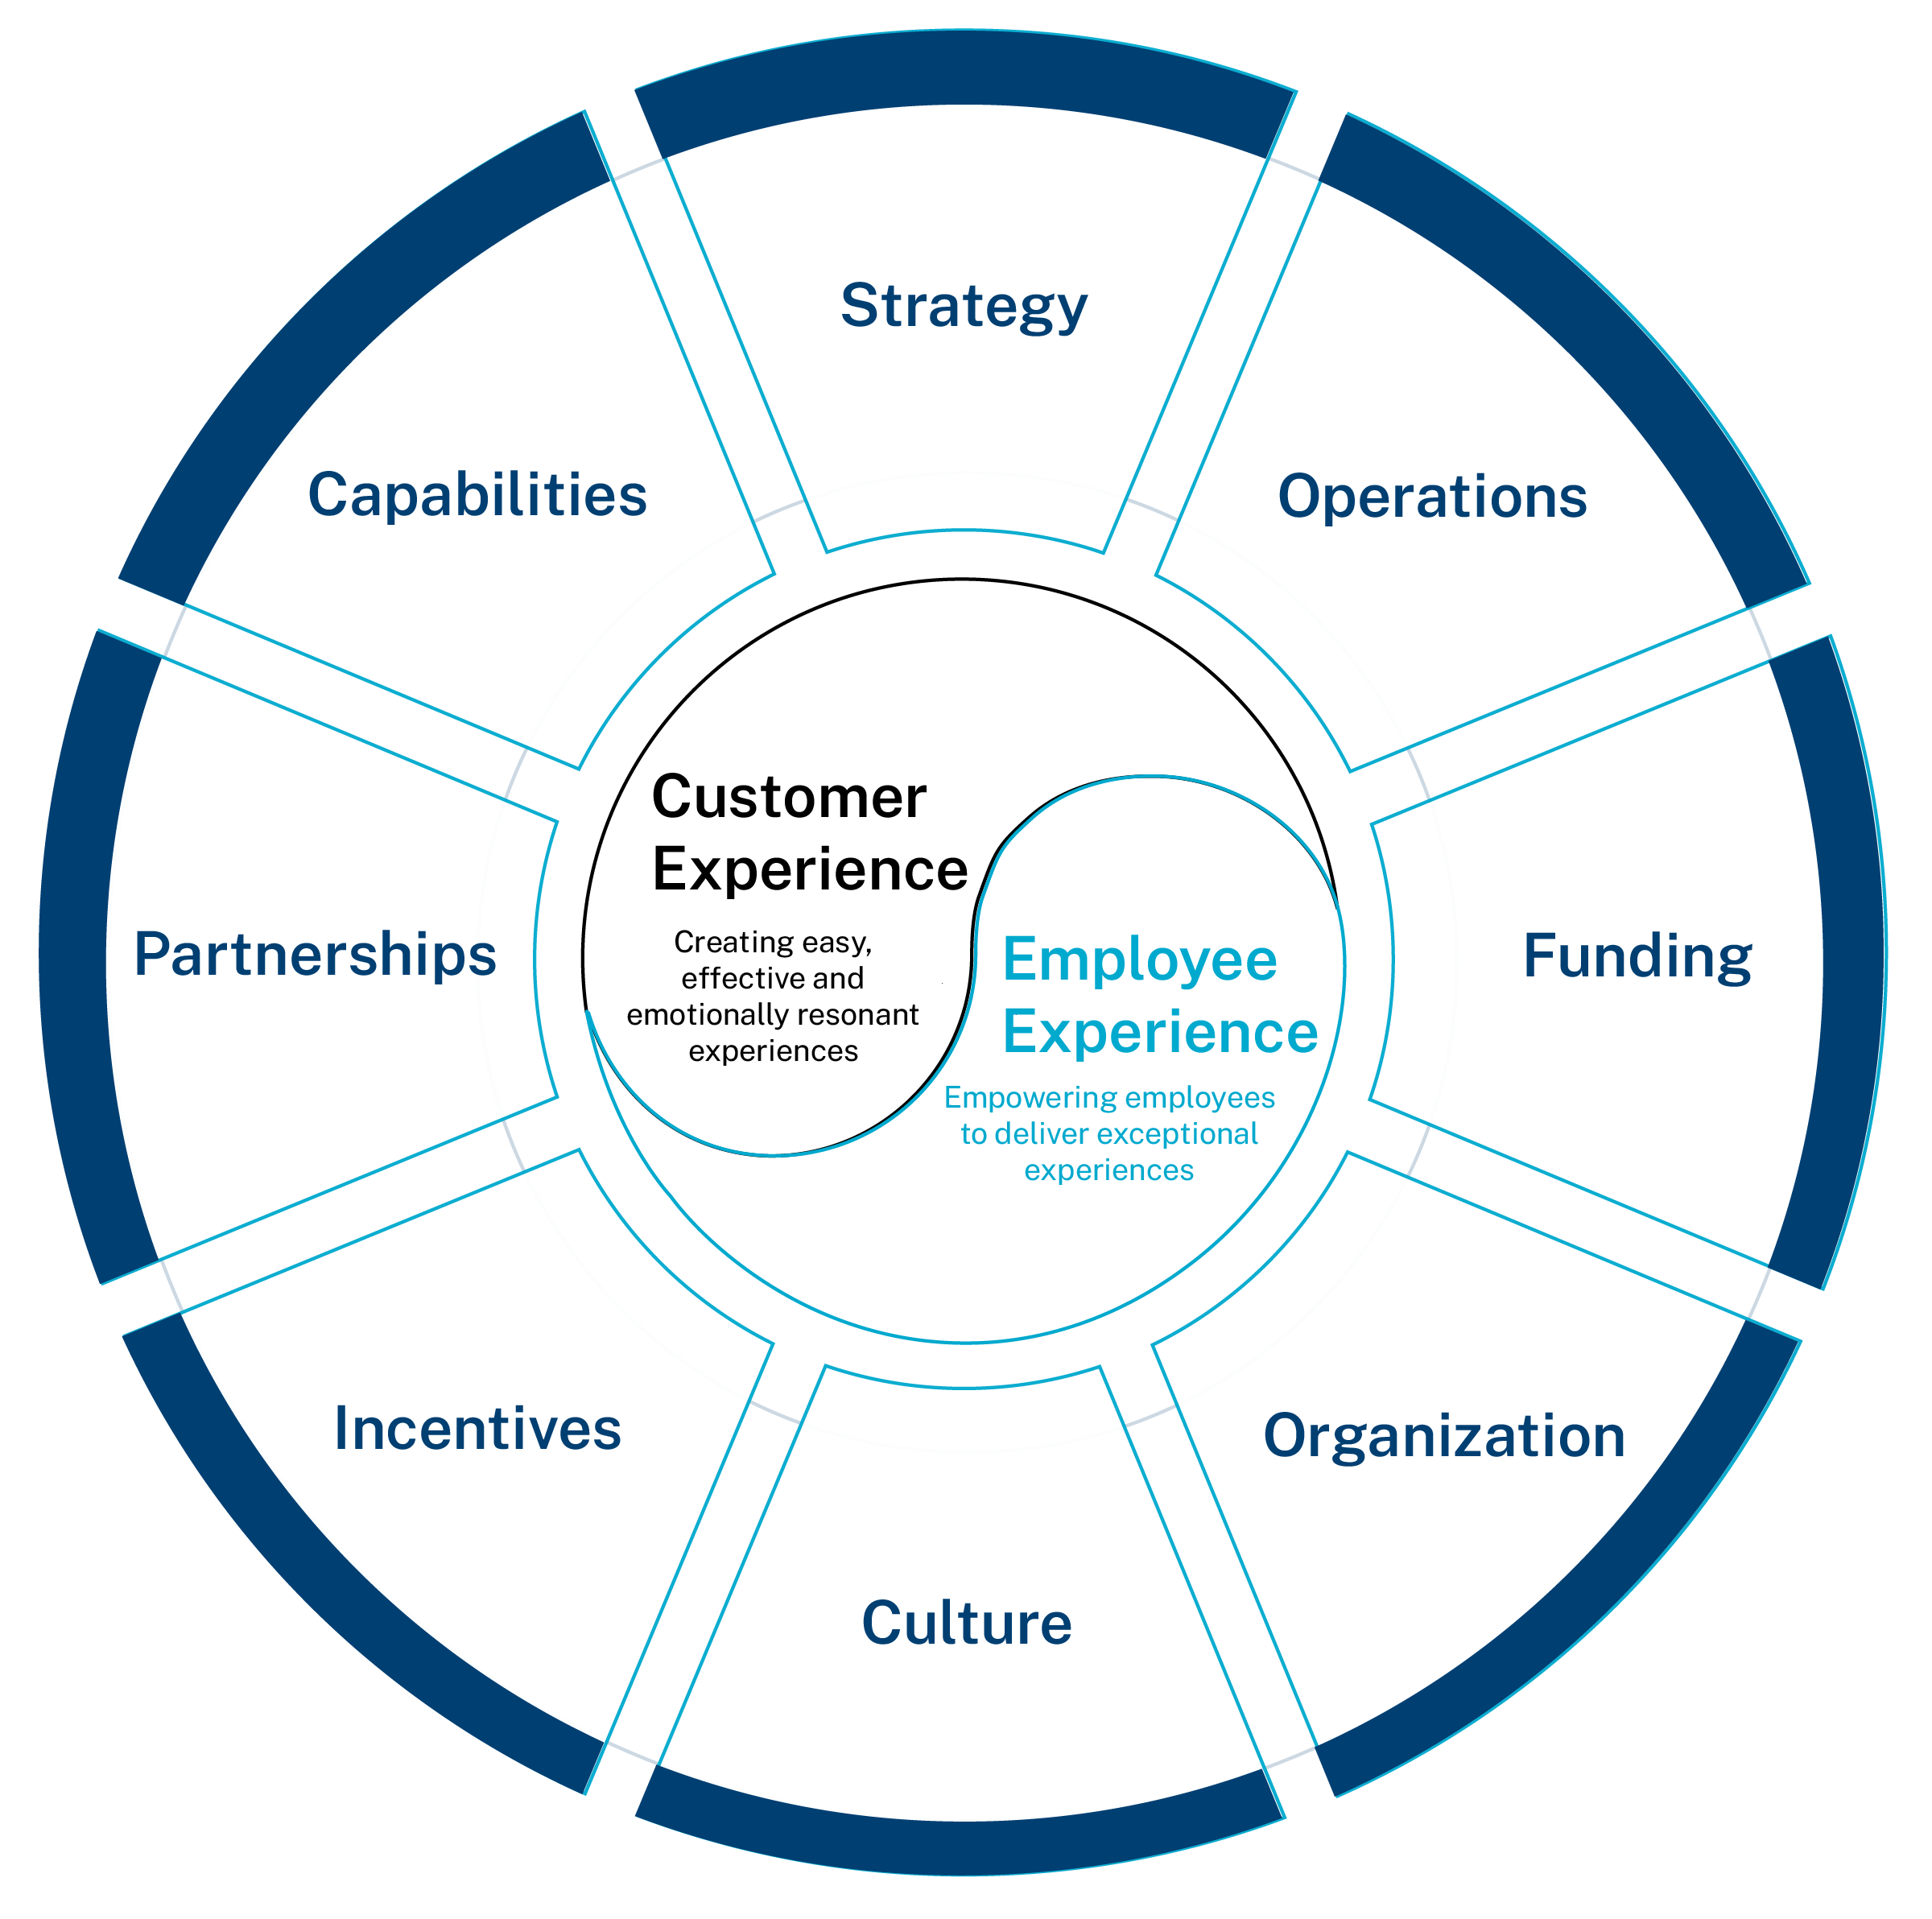 Strategy
Capabilities
Operations
Customer
Experience
Creating easy,
effective and
emotionally resonant
experiences
Partnerships
Employee
Experience
Empowering employees
to deliver exceptional
experiences
Funding
Incentives
Organization
Culture